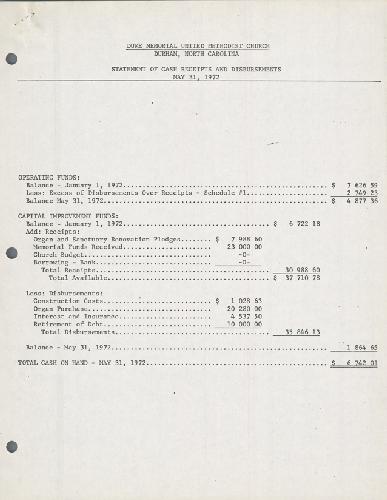 DUKE MEMORIAL UNITED METHODIST CHURCH
DURHAM, NORTH CAROLINA
STATEMENT OF CASH RECEIPTS AND DISBURSEMENTS
MAY 31, 1972
OPERATING FUNDS:
Balance - January 1, 1972 $ 7 626 59
Less: Excess of Disbursements Over Receipts - Schedule #1 2 749 23
Balance May 31, 1972 $ 4 877 36
CAPITAL IMPROVEMENT FUNDS:
Balance - January 1, 1972 $ 6 722 18
Add: Receipts:
Organ and Sanctuary Renovation Pledges $ 7 988 60
Memorial Funds Received 23 000 00
Church Budget -0-
Borrowing - Bank -0-
Total Receipts 30 988 60
Total Available $ 37 710 78
Less: Disbursements:
Construction Costs $ 1 028 63
Organ Purchase 20 280 00
Interest and Insurance 4 537 50
Retirement of Debt 10 000 00
Total Disbursements 35 846 13
Balance - May 31, 1972 1 864 65
TOTAL CASH ON HAND - MAY 31, 1972 $ 6 742 01